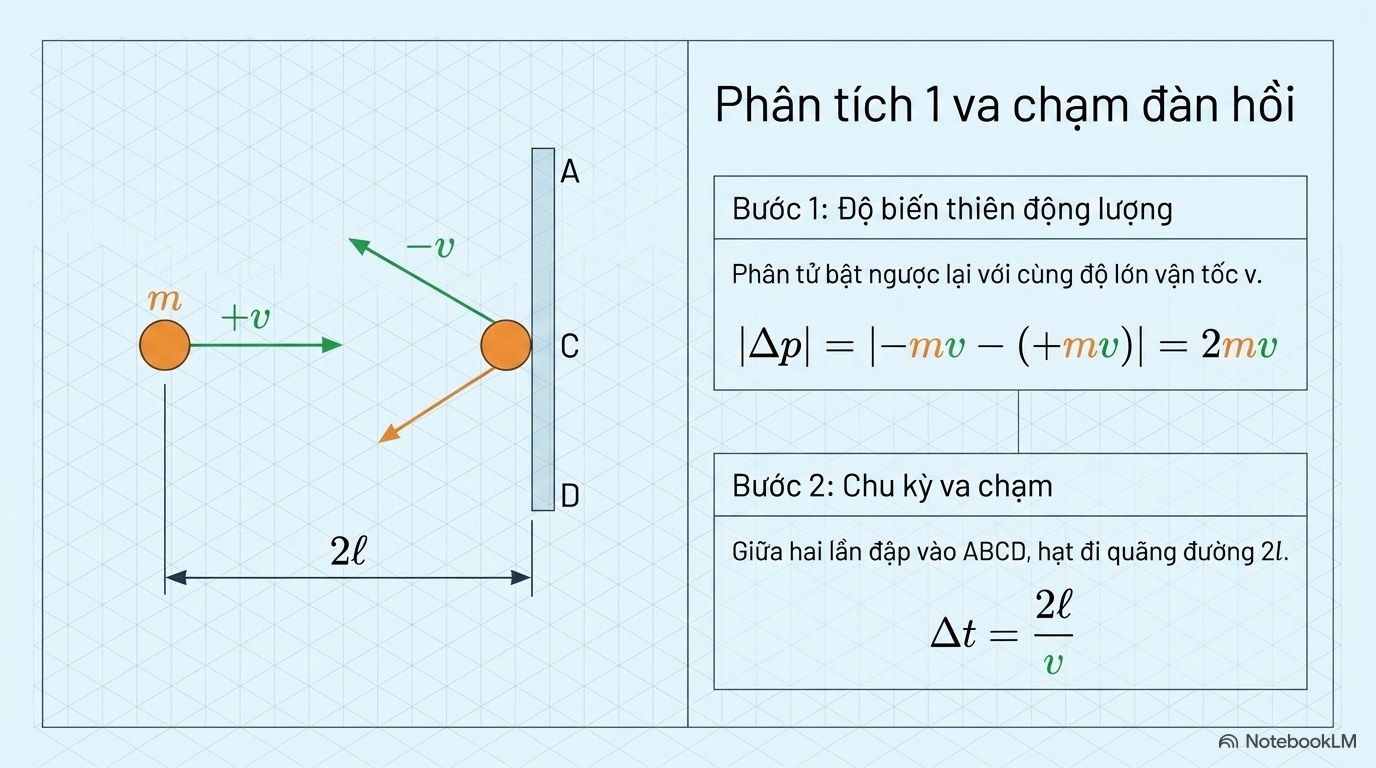 Phân tích 1 va chạm đàn hồi
A
−v
m
+v
C
D
2ℓ
Bước 1: Độ biến thiên động lượng
Phân tử bật ngược lại với cùng độ lớn vận tốc v.
|Δp| = |−mv − (+mv)| = 2mv
Bước 2: Chu kỳ va chạm
Giữa hai lần đập vào ABCD, hạt đi quãng đường 2l.
Δt = 2ℓ / v
NotebookLM